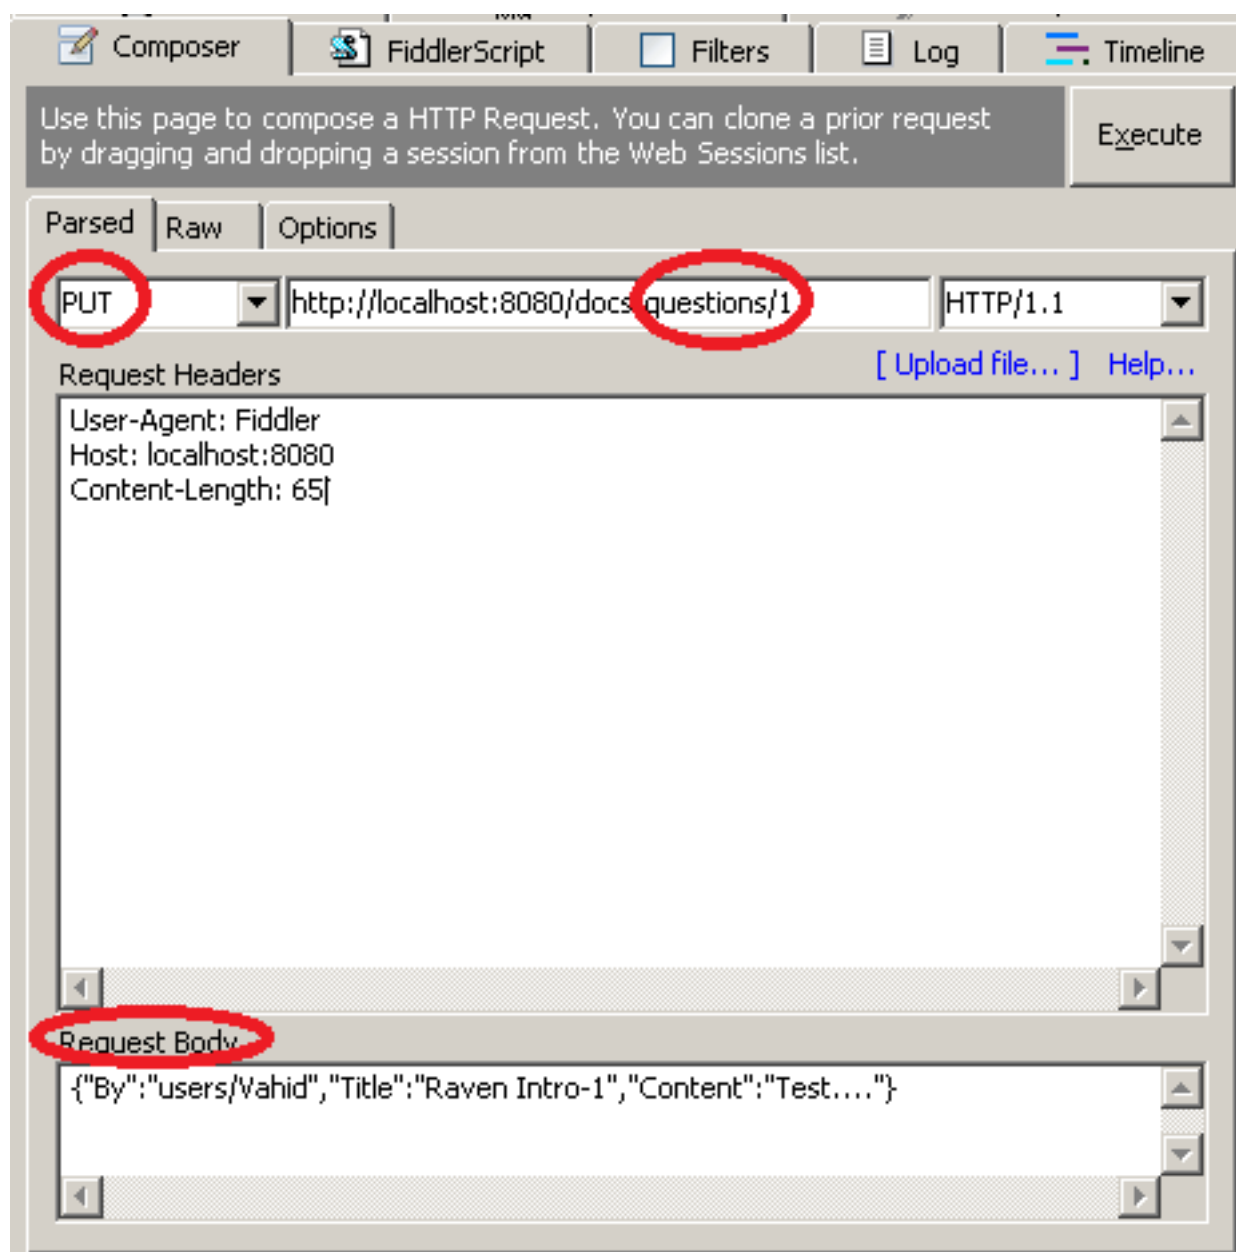 Composer FiddlerScript Filters Log Timeline
Use this page to compose a HTTP Request. You can clone a prior request
by dragging and dropping a session from the Web Sessions list.
Execute
Parsed Raw Options
PUT http://localhost:8080/docs/questions/1 HTTP/1.1
Request Headers [ Upload file... ] Help...
User-Agent: Fiddler
Host: localhost:8080
Content-Length: 65
Request Body
{"By":"users/Vahid","Title":"Raven Intro-1","Content":"Test...."}